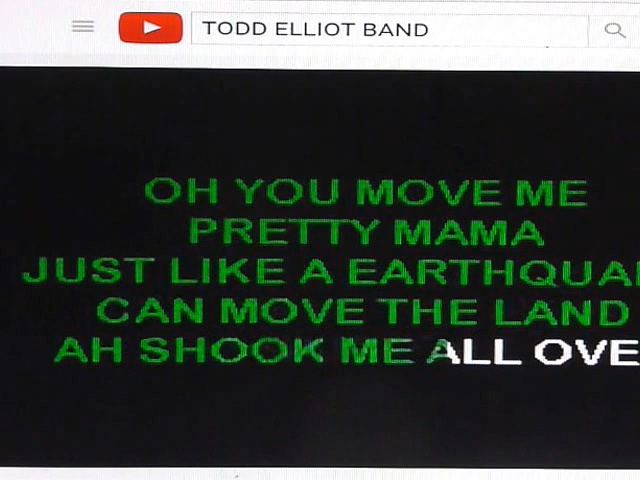 TODD ELLIOT BAND
OH YOU MOVE ME
PRETTY MAMA
JUST LIKE A EARTHQUA
CAN MOVE THE LAND
AH SHOOK ME ALL OVE